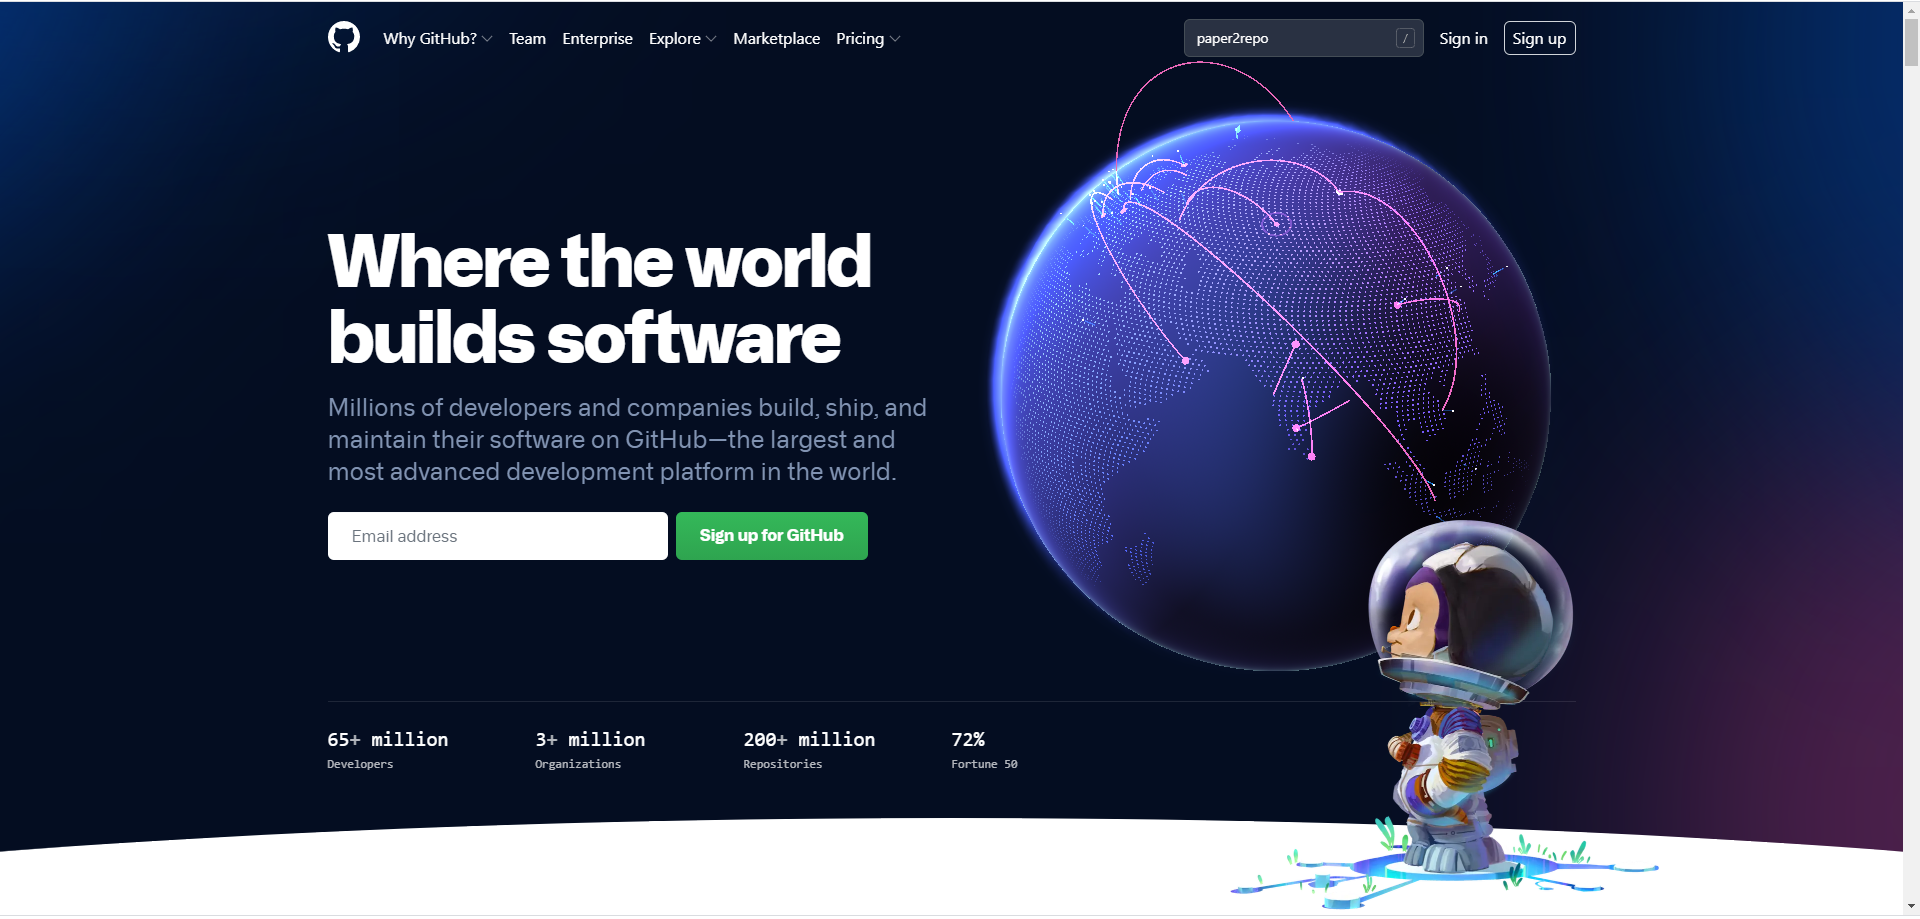 Why GitHub? Team Enterprise Explore Marketplace Pricing paper2repo / Sign in Sign up
Where the world
builds software
Millions of developers and companies build, ship, and
maintain their software on GitHub—the largest and
most advanced development platform in the world.
Email address Sign up for GitHub
65+ million 3+ million 200+ million 72%
Developers Organizations Repositories Fortune 50